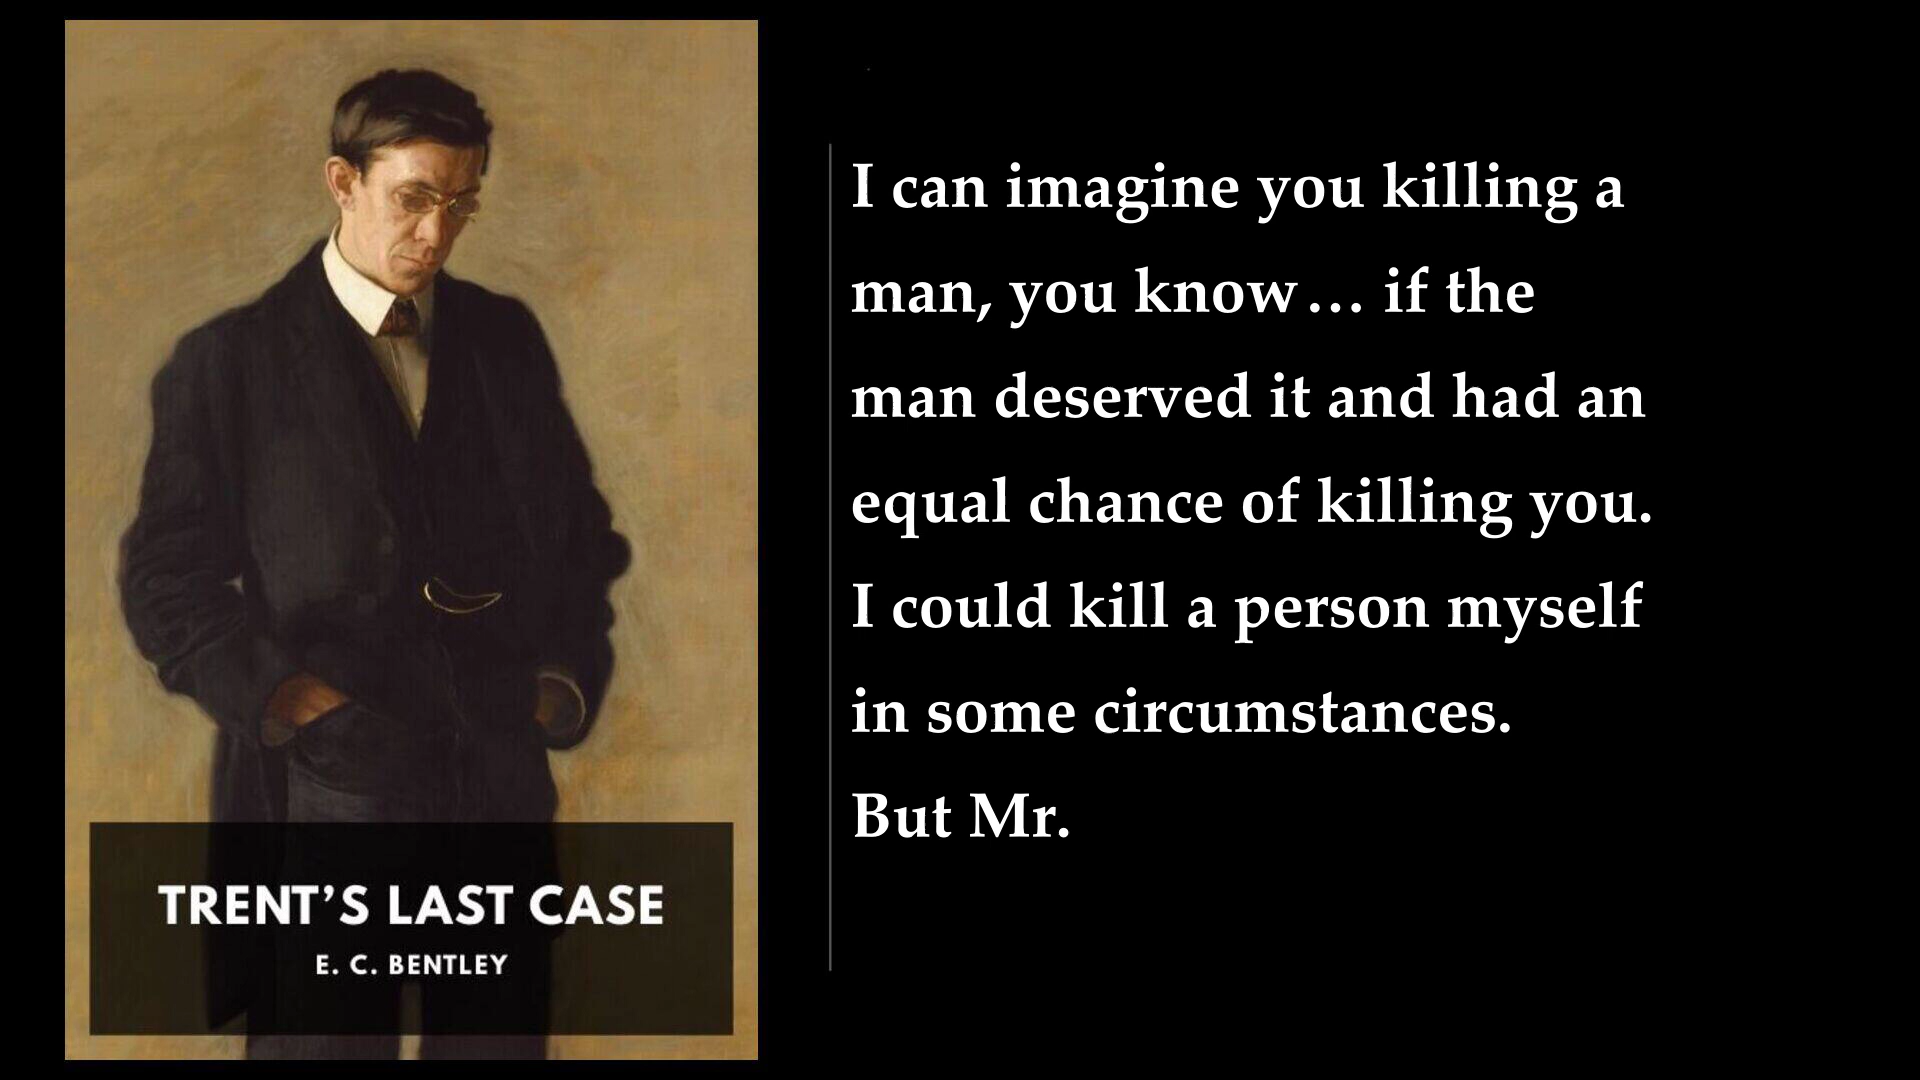 TRENT’S LAST CASE
E. C. BENTLEY
I can imagine you killing a
man, you know… if the
man deserved it and had an
equal chance of killing you.
I could kill a person myself
in some circumstances.
But Mr.